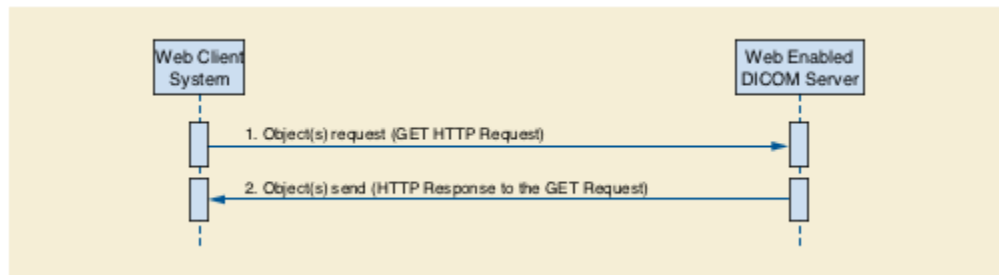 Web Client
System
Web Enabled
DICOM Server
1. Object(s) request (GET HTTP Request)
2. Object(s) send (HTTP Response to the GET Request)